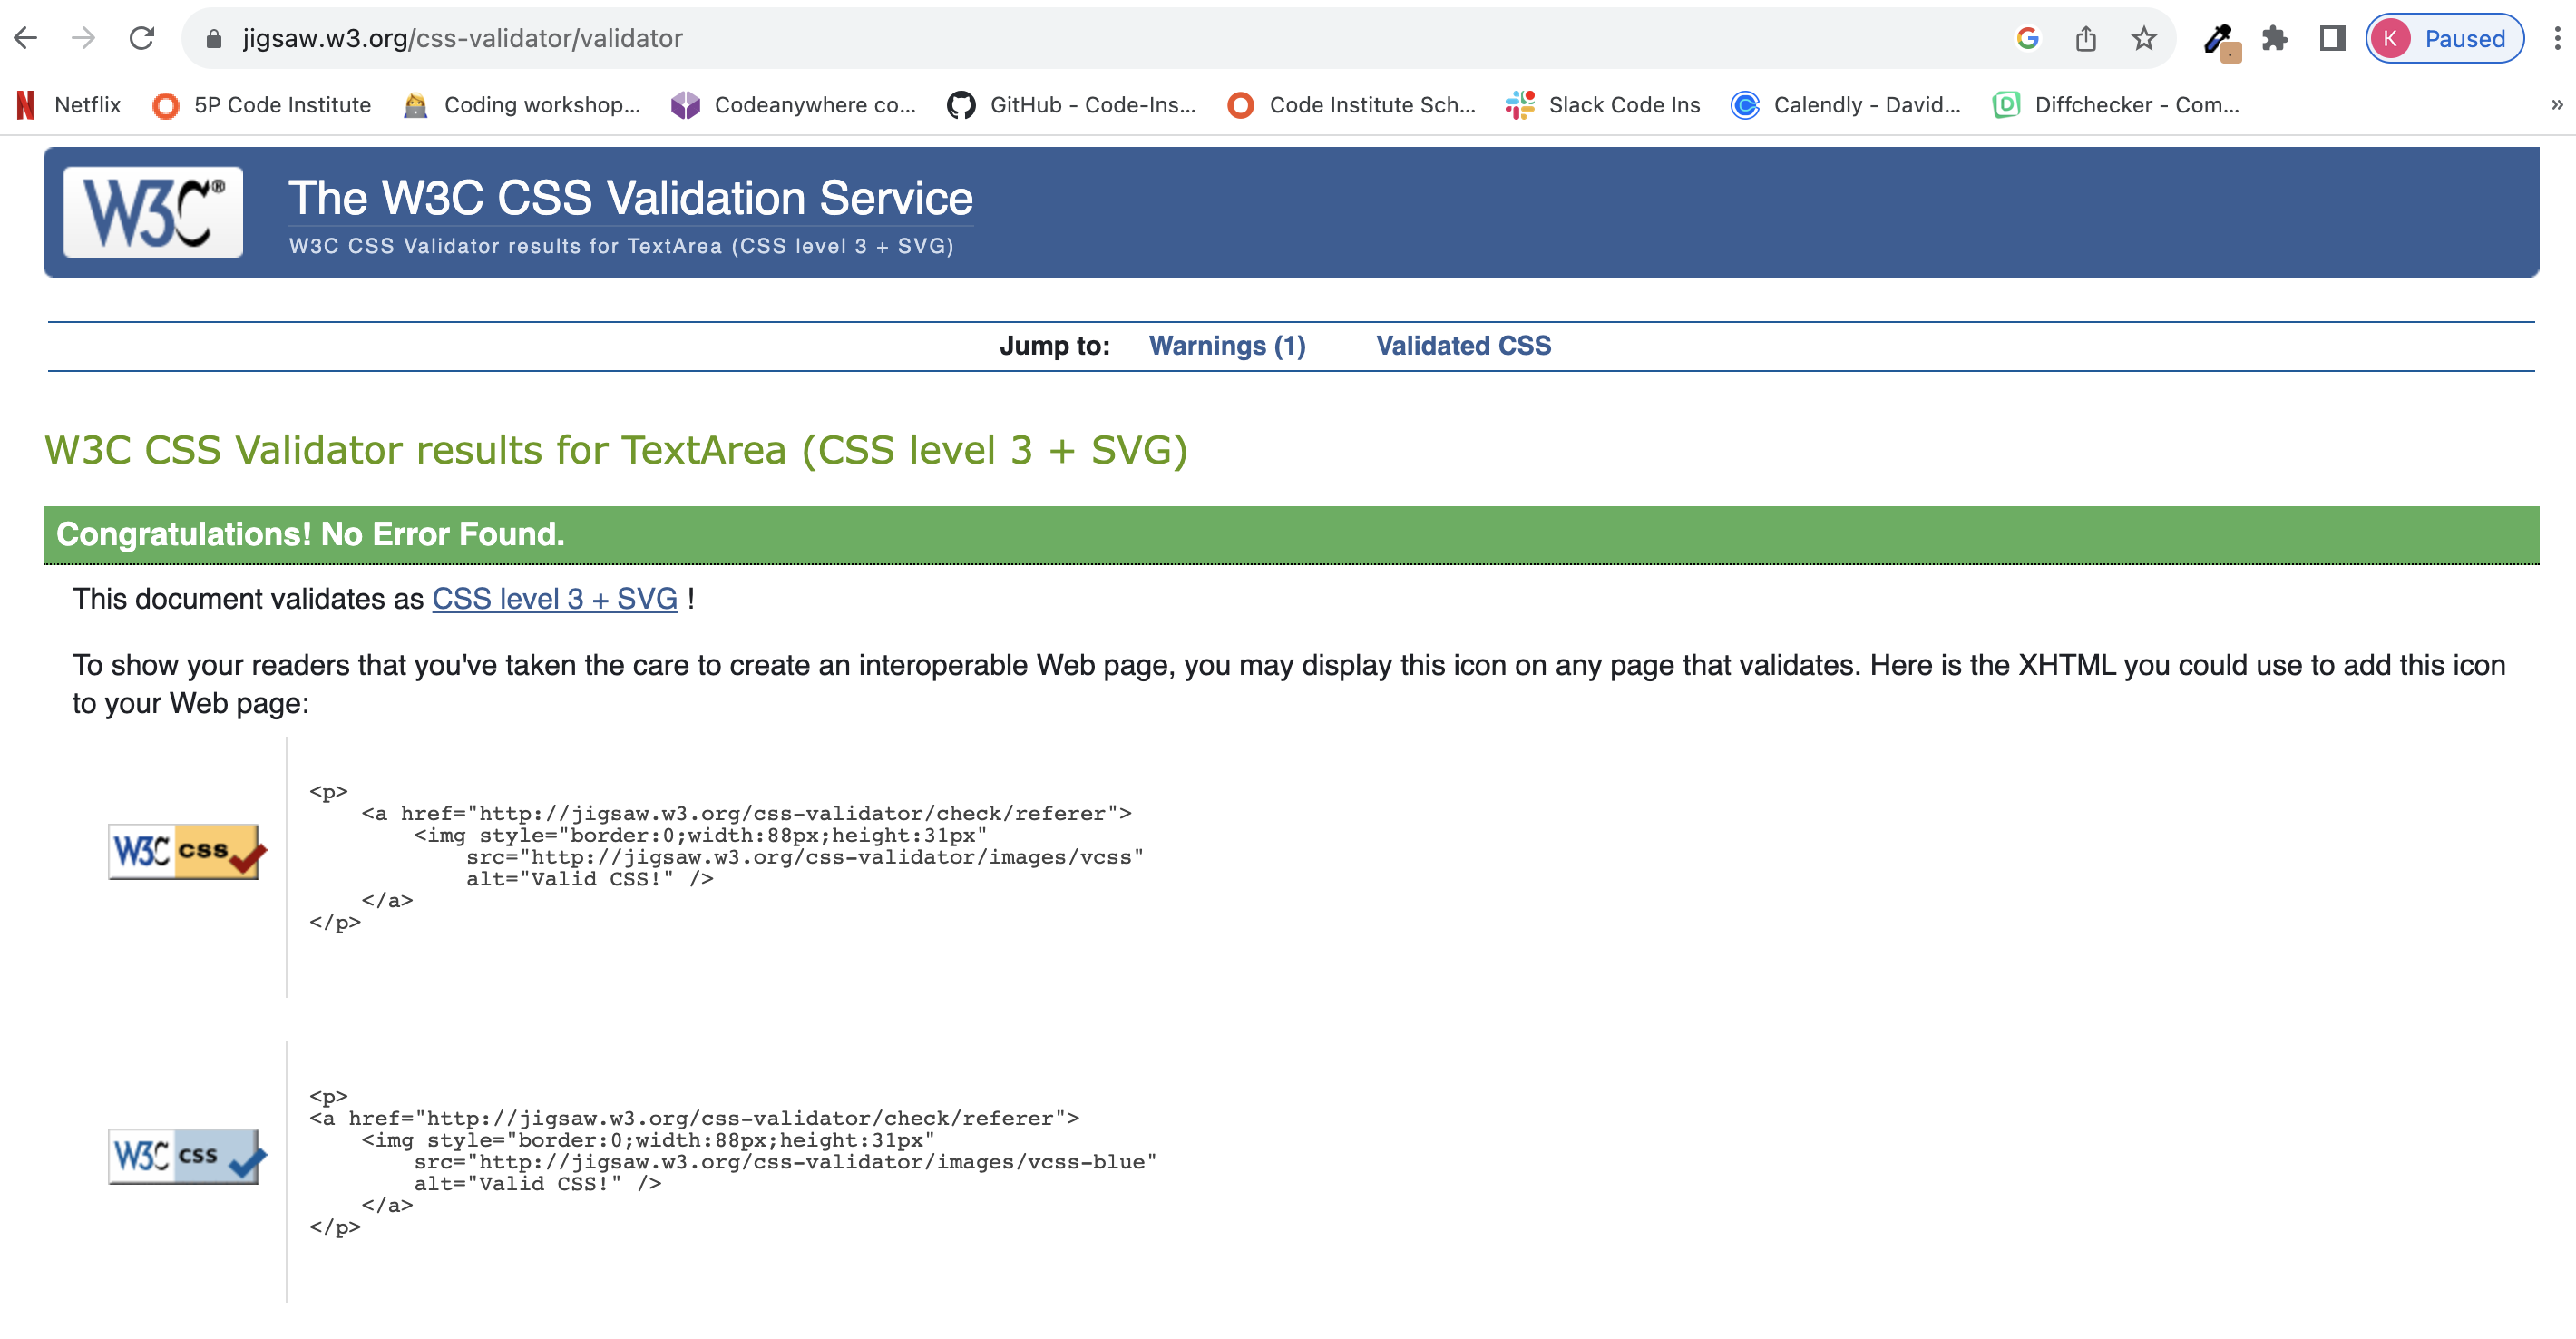 jigsaw.w3.org/css-validator/validator
K Paused
Netflix 5P Code Institute Coding workshop... Codeanywhere co... GitHub - Code-Ins... Code Institute Sch... Slack Code Ins Calendly - David... Diffchecker - Com... »
W3C® The W3C CSS Validation Service
W3C CSS Validator results for TextArea (CSS level 3 + SVG)
Jump to: Warnings (1) Validated CSS
W3C CSS Validator results for TextArea (CSS level 3 + SVG)
Congratulations! No Error Found.
This document validates as CSS level 3 + SVG !
To show your readers that you've taken the care to create an interoperable Web page, you may display this icon on any page that validates. Here is the XHTML you could use to add this icon
to your Web page:
W3C css
<p>
<a href="http://jigsaw.w3.org/css-validator/check/referer">
<img style="border:0;width:88px;height:31px"
src="http://jigsaw.w3.org/css-validator/images/vcss"
alt="Valid CSS!" />
</a>
</p>
W3C css
<p>
<a href="http://jigsaw.w3.org/css-validator/check/referer">
<img style="border:0;width:88px;height:31px"
src="http://jigsaw.w3.org/css-validator/images/vcss-blue"
alt="Valid CSS!" />
</a>
</p>